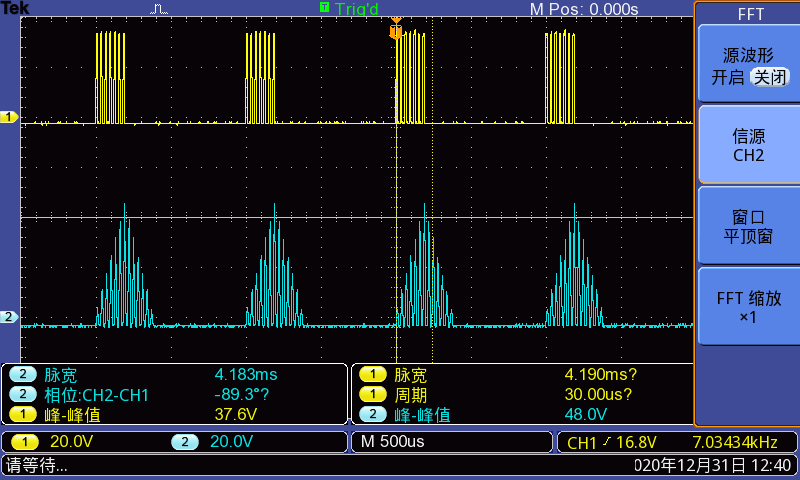 Tek T Trig'd M Pos: 0.000s
FFT
源波形
开启 关闭
信源
CH2
窗口
平顶窗
FFT 缩放
×1
T
1
2
2 脉宽 4.183ms
2 相位:CH2-CH1 -89.3°?
1 峰-峰值 37.6V
1 脉宽 4.190ms?
1 周期 30.00us?
2 峰-峰值 48.0V
1 20.0V 2 20.0V
M 500us
CH1 16.8V 7.03434kHz
请等待...
020年12月31日 12:40